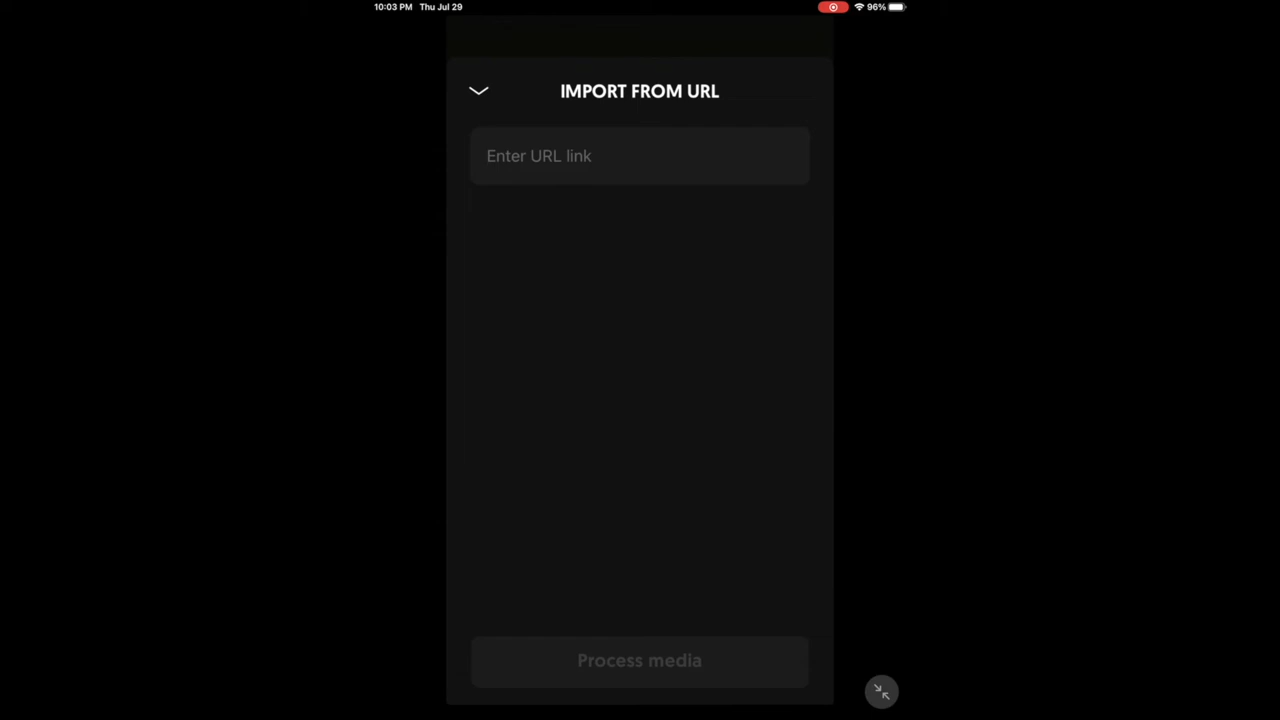 10:03 PM Thu Jul 29 96%
IMPORT FROM URL
Enter URL link
Process media